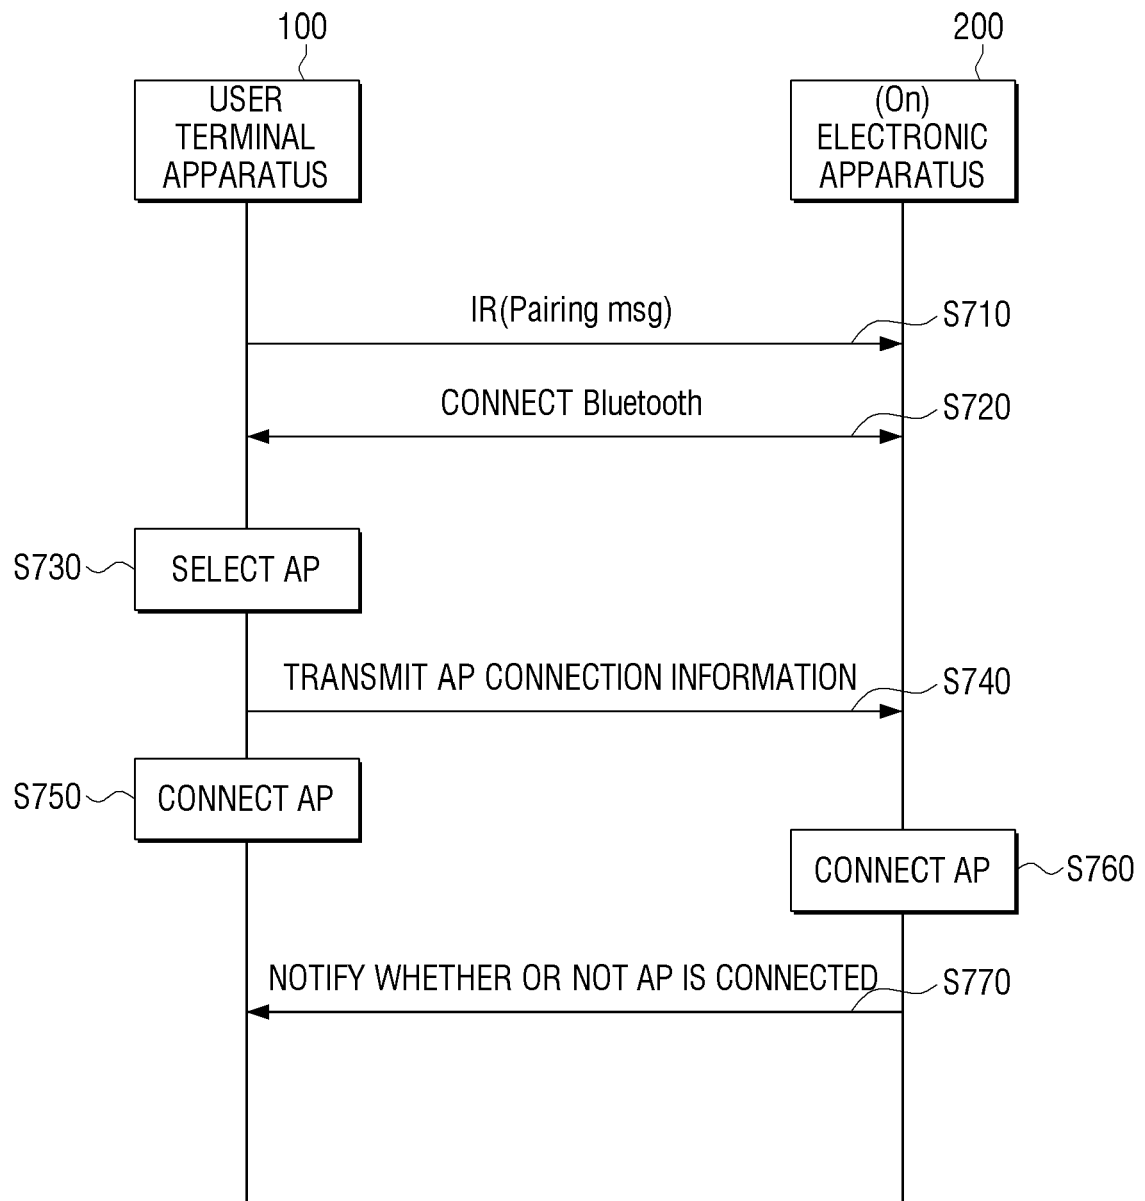 100
200
USER
TERMINAL
APPARATUS
(On)
ELECTRONIC
APPARATUS
IR(Pairing msg)
S710
CONNECT Bluetooth
S720
S730
SELECT AP
TRANSMIT AP CONNECTION INFORMATION
S740
S750
CONNECT AP
CONNECT AP
S760
NOTIFY WHETHER OR NOT AP IS CONNECTED
S770